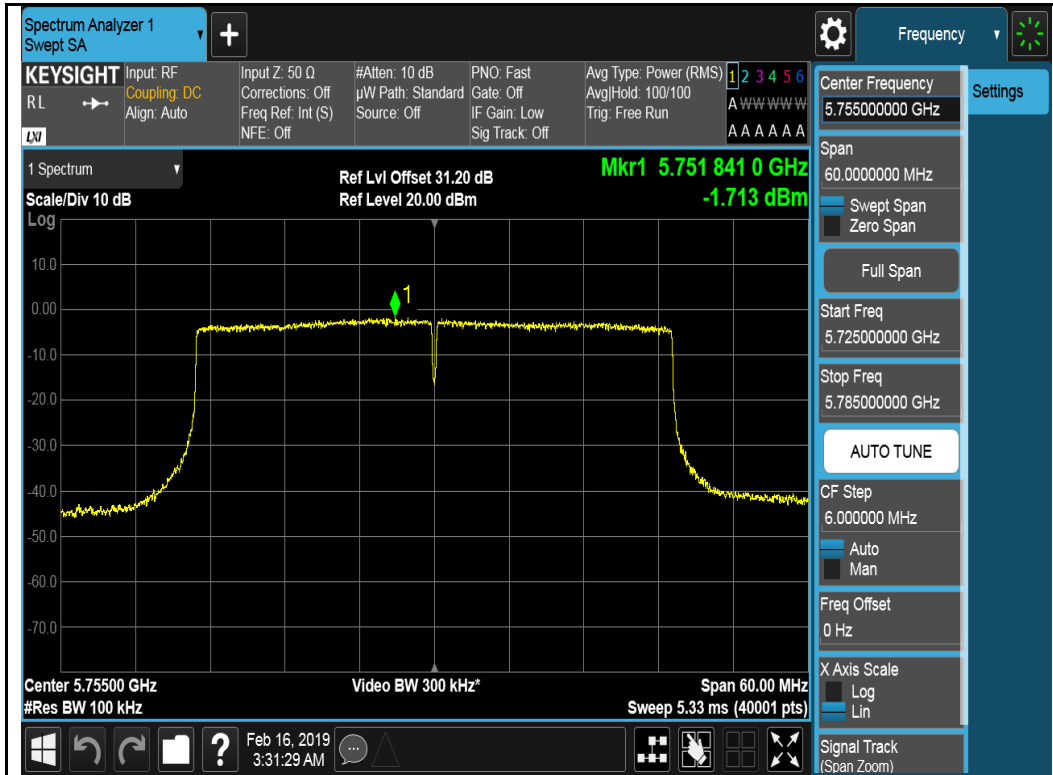 Spectrum Analyzer 1
Swept SA
Frequency
KEYSIGHT
R L
LXI
Input: RF
Coupling: DC
Align: Auto
Input Z: 50 Ω
Corrections: Off
Freq Ref: Int (S)
NFE: Off
#Atten: 10 dB
µW Path: Standard
Source: Off
PNO: Fast
Gate: Off
IF Gain: Low
Sig Track: Off
Avg Type: Power (RMS)
Avg|Hold: 100/100
Trig: Free Run
1 2 3 4 5 6
A W W W W W
A A A A A A
1 Spectrum
Scale/Div 10 dB
Ref Lvl Offset 31.20 dB
Ref Level 20.00 dBm
Mkr1 5.751 841 0 GHz
-1.713 dBm
Log
10.0
0.00
-10.0
-20.0
-30.0
-40.0
-50.0
-60.0
-70.0
1
Center 5.75500 GHz
#Res BW 100 kHz
Video BW 300 kHz*
Span 60.00 MHz
Sweep 5.33 ms (40001 pts)
Center Frequency
5.755000000 GHz
Settings
Span
60.0000000 MHz
Swept Span
Zero Span
Full Span
Start Freq
5.725000000 GHz
Stop Freq
5.785000000 GHz
AUTO TUNE
CF Step
6.000000 MHz
Auto
Man
Freq Offset
0 Hz
X Axis Scale
Log
Lin
Signal Track
(Span Zoom)
?
Feb 16, 2019
3:31:29 AM